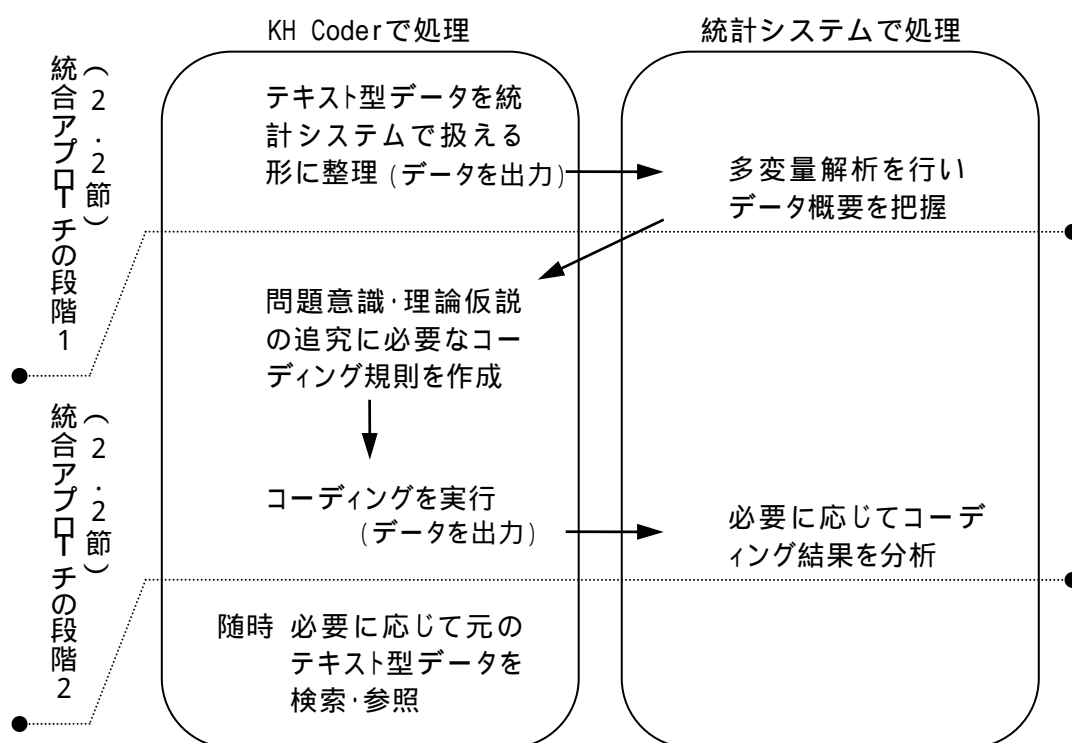 KH Coderで処理
統計システムで処理
統合アプローチの段階1
(2.2節)
テキスト型データを統
計システムで扱える
形に整理(データを出力)
多変量解析を行い
データ概要を把握
問題意識·理論仮説
の追究に必要なコー
ディング規則を作成
統合アプローチの段階2
(2.2節)
コーディングを実行
(データを出力)
必要に応じてコーデ
ィング結果を分析
随時 必要に応じて元の
テキスト型データを
検索·参照